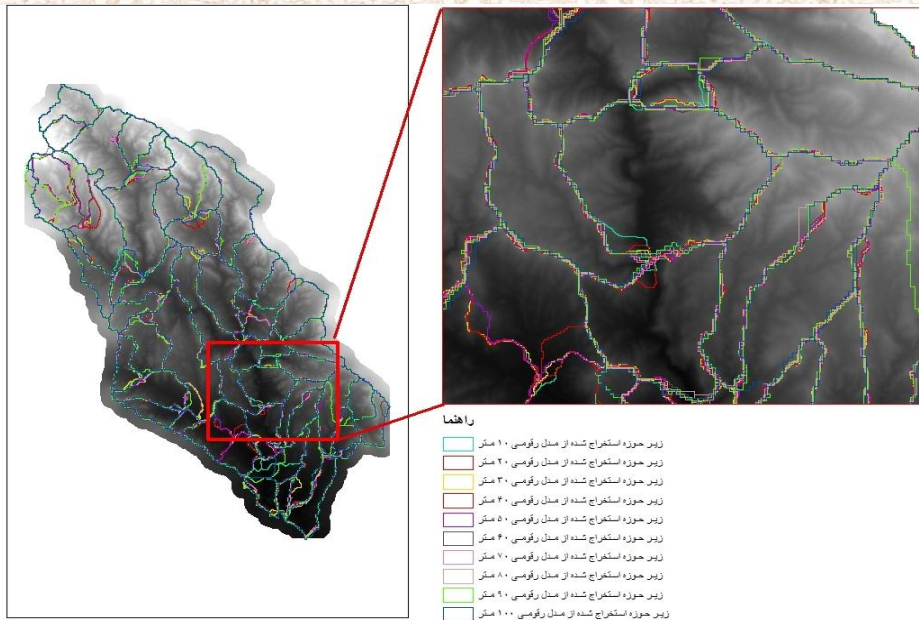 راهنما
زیر حوزه استخراج شده از مدل رقومی ۱۰ متر
زیر حوزه استخراج شده از مدل رقومی ۲۰ متر
زیر حوزه استخراج شده از مدل رقومی ۳۰ متر
زیر حوزه استخراج شده از مدل رقومی ۴۰ متر
زیر حوزه استخراج شده از مدل رقومی ۵۰ متر
زیر حوزه استخراج شده از مدل رقومی ۶۰ متر
زیر حوزه استخراج شده از مدل رقومی ۷۰ متر
زیر حوزه استخراج شده از مدل رقومی ۸۰ متر
زیر حوزه استخراج شده از مدل رقومی ۹۰ متر
زیر حوزه استخراج شده از مدل رقومی ۱۰۰ متر